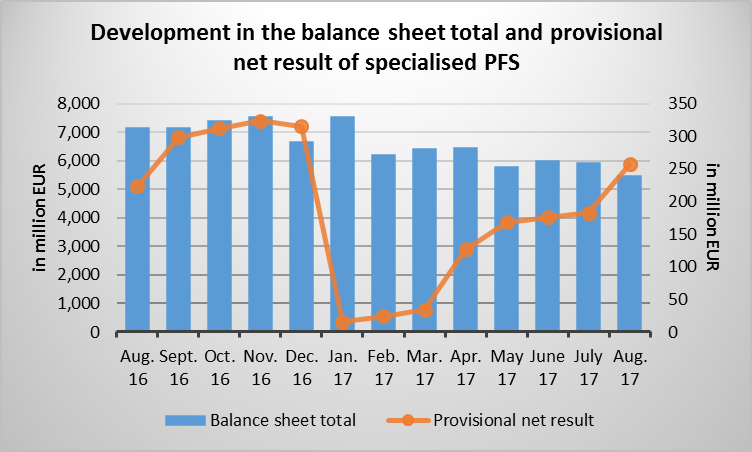 Development in the balance sheet total and provisional
net result of specialised PFS
in million EUR
8,000
7,000
6,000
5,000
4,000
3,000
2,000
1,000
0
350
300
250
200
150
100
50
0
in million EUR
Aug. Sept. Oct. Nov. Dec. Jan. Feb. Mar. Apr. May June July Aug.
16 16 16 16 16 17 17 17 17 17 17 17 17
Balance sheet total Provisional net result